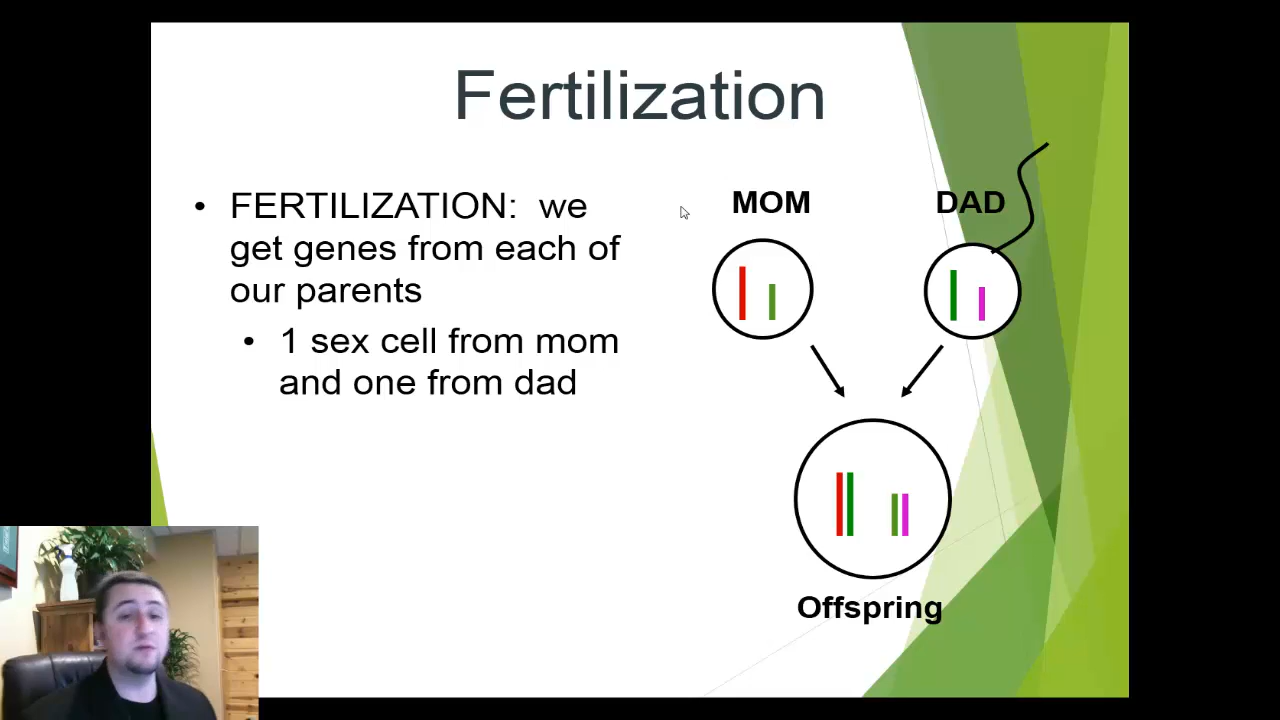 Fertilization
• FERTILIZATION: we
get genes from each of
our parents
• 1 sex cell from mom
and one from dad
MOM
DAD
Offspring